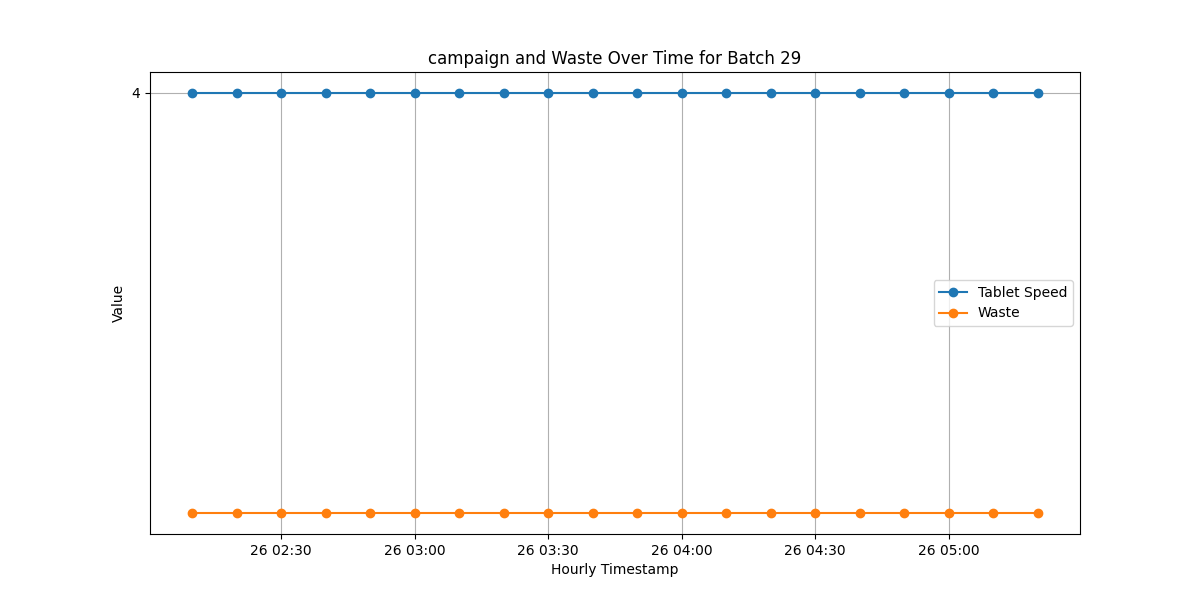 campaign and Waste Over Time for Batch 29
4
Value
Tablet Speed
Waste
26 02:30 26 03:00 26 03:30 26 04:00 26 04:30 26 05:00
Hourly Timestamp